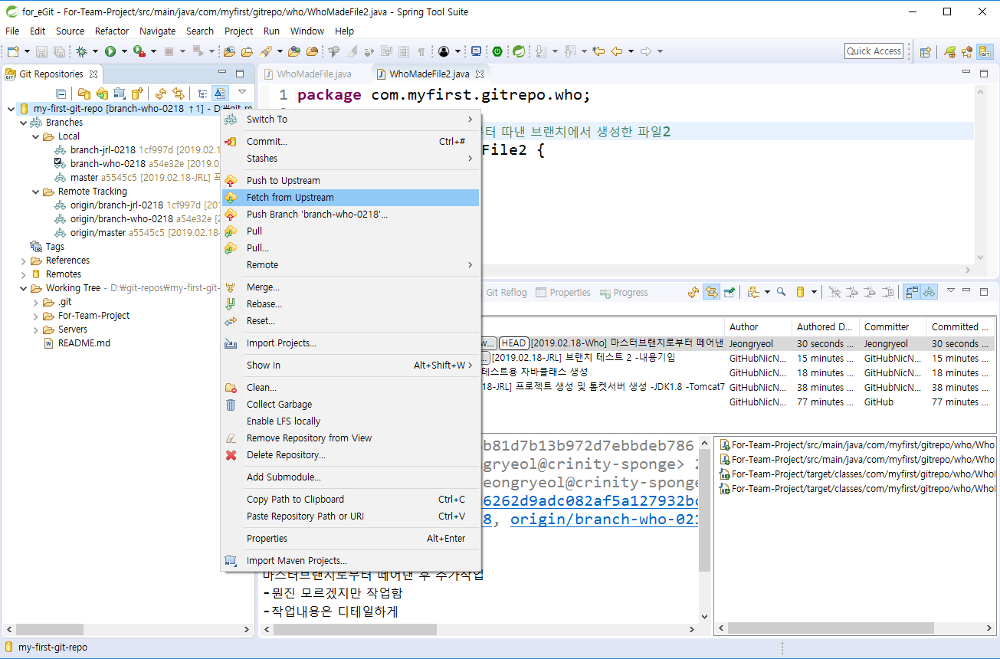 for_eGit - For-Team-Project/src/main/java/com/myfirst/gitrepo/who/WhoMadeFile2.java - Spring Tool Suite
File Edit Source Refactor Navigate Search Project Run Window Help
Quick Access
Git Repositories
my-first-git-repo [branch-who-0218 ↑1] - D:₩git-re
Branches
Local
branch-jrl-0218 1cf997d [2019.02.1
branch-who-0218 a54e32e [2019.0
master a5545c5 [2019.02.18-JRL]
Remote Tracking
origin/branch-jrl-0218 1cf997d [20
origin/branch-who-0218 a54e32e [
origin/master a5545c5 [2019.02.18-
Tags
References
Remotes
Working Tree - D:₩git-repos₩my-first-git-
.git
For-Team-Project
Servers
README.md
Switch To
Commit... Ctrl+#
Stashes
Push to Upstream
Fetch from Upstream
Push Branch 'branch-who-0218'...
Pull
Pull...
Remote
Merge...
Rebase...
Reset...
Import Projects...
Show In Alt+Shift+W
Clean...
Collect Garbage
Enable LFS locally
Remove Repository from View
Delete Repository...
Add Submodule...
Copy Path to Clipboard Ctrl+C
Paste Repository Path or URI Ctrl+V
Properties Alt+Enter
Import Maven Projects...
WhoMadeFile.java WhoMadeFile2.java
1 package com.myfirst.gitrepo.who;
터 따낸 브랜치에서 생성한 파일2
File2 {
Git Reflog Properties Progress
Author Authored D... Committer Committed ...
w... HEAD [2019.02.18-Who] 마스터브랜치로부터 떼어낸 Jeongryeol 30 seconds ... Jeongryeol 30 seconds ...
...] [2019.02.18-JRL] 브랜치 테스트 2 -내용기입 GitHubNicN... 15 minutes ... GitHubNicN... 15 minutes ...
테스트용 자바클래스 생성 GitHubNicN... 18 minutes ... GitHubNicN... 18 minutes ...
18-JRL] 프로젝트 생성 및 톰켓서버 생성 -JDK1.8 -Tomcat7 GitHubNicN... 38 minutes ... GitHubNicN... 38 minutes ...
GitHubNicN... 77 minutes ... GitHub 77 minutes ...
b81d7b13b972d7ebbdeb786
gryeol@crinity-sponge> 2
eongryeol@crinity-sponge
6262d9adc082af5a127932bc
8, origin/branch-who-021
마스터브랜치로부터 떼어낸 후 추가작업
-뭔진 모르겠지만 작업함
-작업내용은 디테일하게
For-Team-Project/src/main/java/com/myfirst/gitrepo/who/Who
For-Team-Project/src/main/java/com/myfirst/gitrepo/who/Who
For-Team-Project/target/classes/com/myfirst/gitrepo/who/Who
For-Team-Project/target/classes/com/myfirst/gitrepo/who/Who
my-first-git-repo